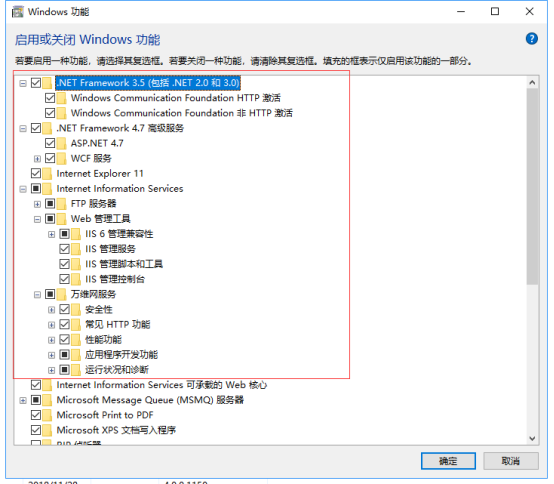 Windows 功能
启用或关闭 Windows 功能
若要启用一种功能，请选择其复选框。若要关闭一种功能，请清除其复选框。填充的框表示仅启用该功能的一部分。
.NET Framework 3.5 (包括 .NET 2.0 和 3.0)
Windows Communication Foundation HTTP 激活
Windows Communication Foundation 非 HTTP 激活
.NET Framework 4.7 高级服务
ASP.NET 4.7
WCF 服务
Internet Explorer 11
Internet Information Services
FTP 服务器
Web 管理工具
IIS 6 管理兼容性
IIS 管理服务
IIS 管理脚本和工具
IIS 管理控制台
万维网服务
安全性
常见 HTTP 功能
性能功能
应用程序开发功能
运行状况和诊断
Internet Information Services 可承载的 Web 核心
Microsoft Message Queue (MSMQ) 服务器
Microsoft Print to PDF
Microsoft XPS 文档写入程序
RIP 侦听器
确定 取消